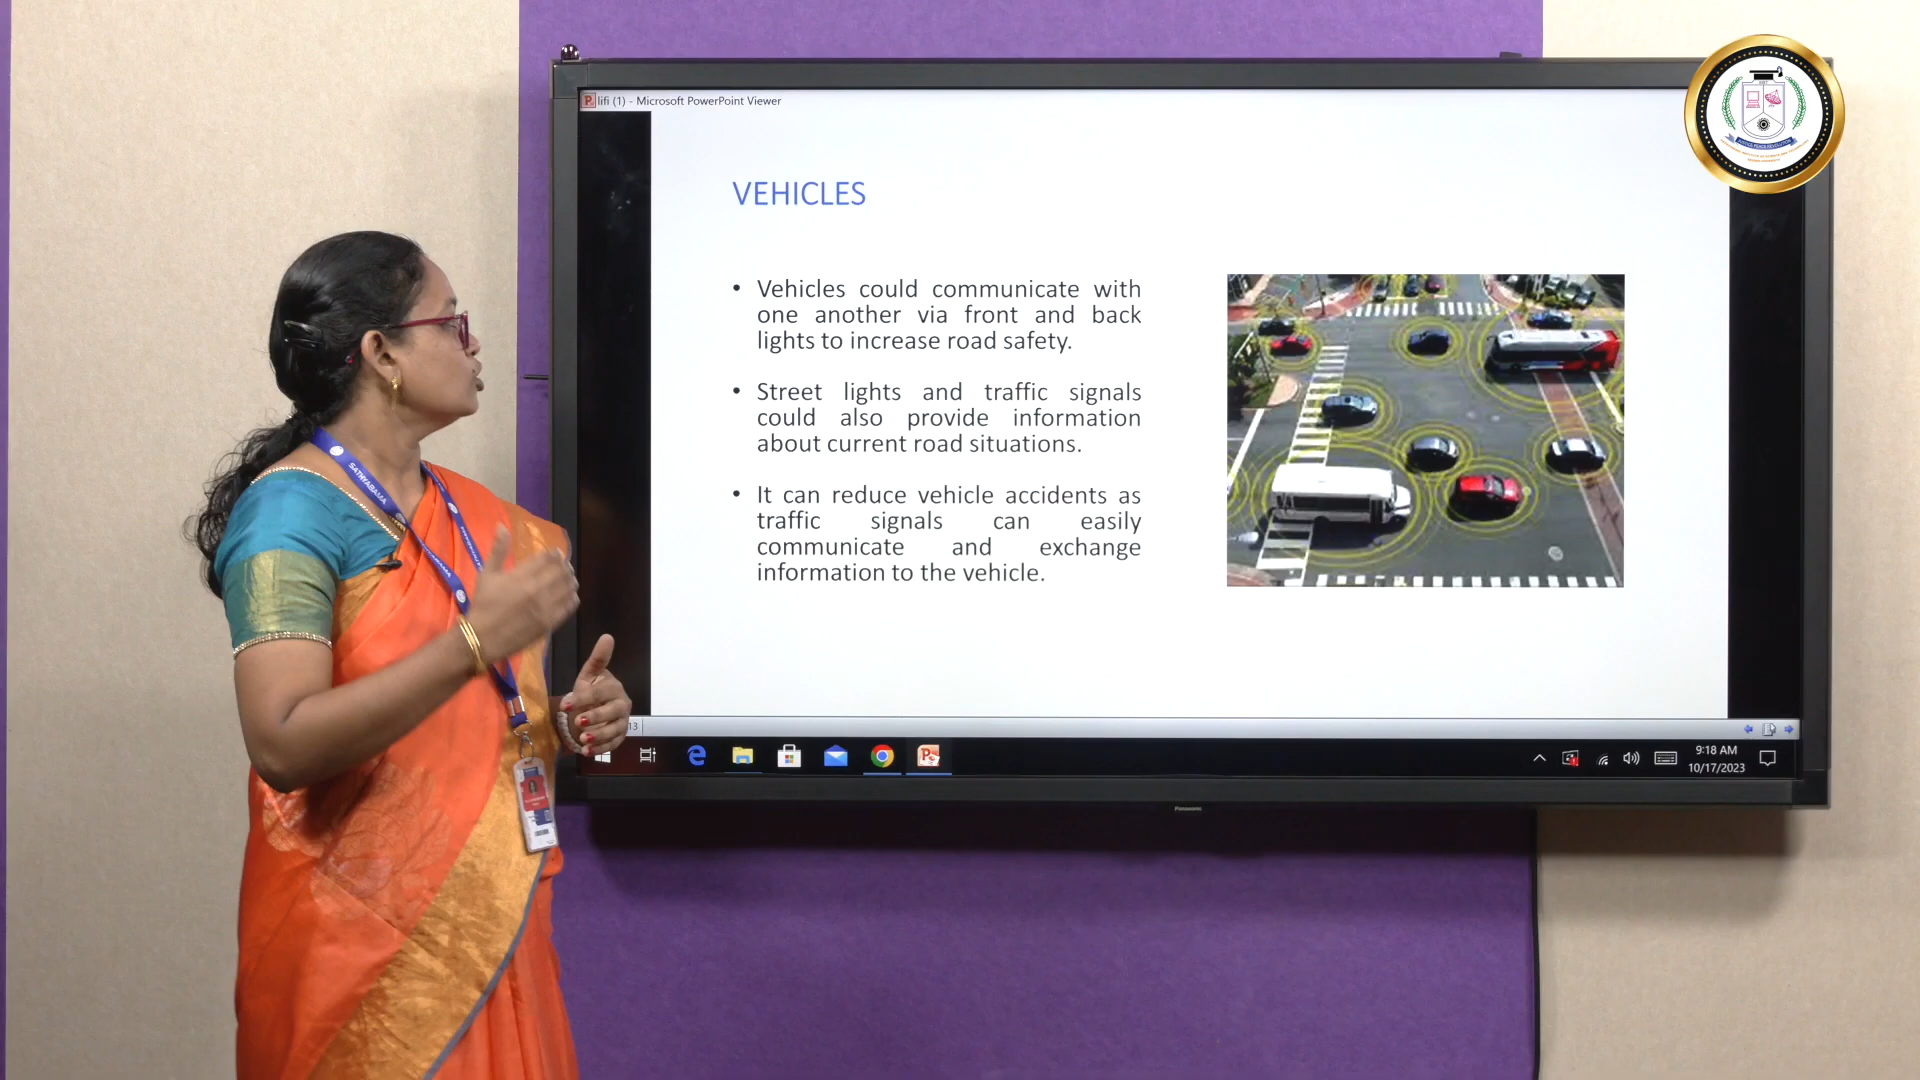 lifi (1) - Microsoft PowerPoint Viewer
VEHICLES
• Vehicles could communicate with
one another via front and back
lights to increase road safety.
• Street lights and traffic signals
could also provide information
about current road situations.
• It can reduce vehicle accidents as
traffic signals can easily
communicate and exchange
information to the vehicle.
SATHYABAMA
13
9:18 AM
10/17/2023
Panasonic